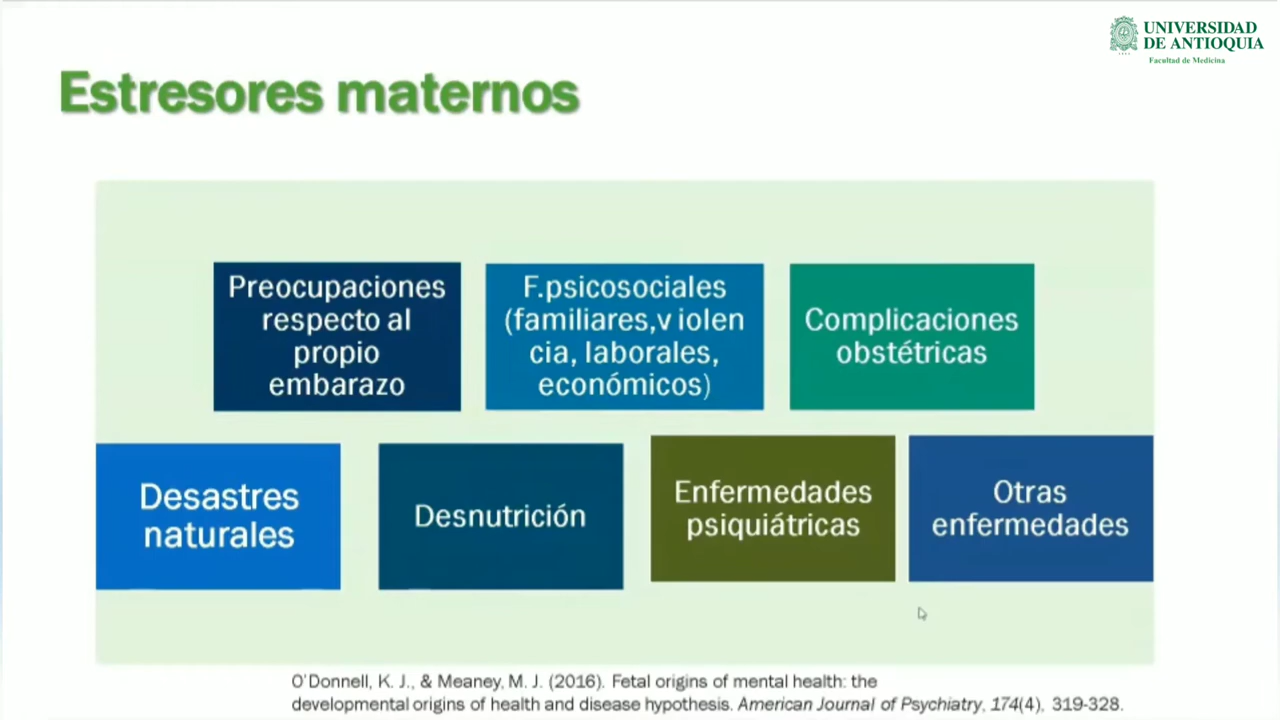 UNIVERSIDAD
DE ANTIOQUIA
Facultad de Medicina
Estresores maternos
Preocupaciones
respecto al
propio
embarazo
F.psicosociales
(familiares,v iolen
cia, laborales,
económicos)
Complicaciones
obstétricas
Desastres
naturales
Desnutrición
Enfermedades
psiquiátricas
Otras
enfermedades
O'Donnell, K. J., & Meaney, M. J. (2016). Fetal origins of mental health: the
developmental origins of health and disease hypothesis. American Journal of Psychiatry, 174(4), 319-328.